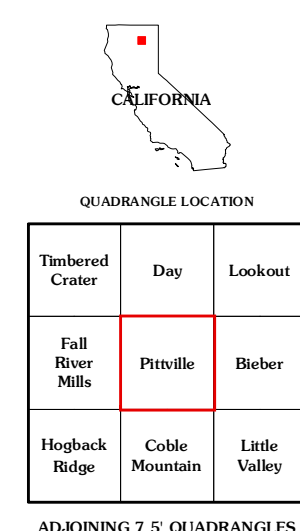 CALIFORNIA
QUADRANGLE LOCATION
Timbered
Crater
Day
Lookout
Fall
River
Mills
Pittville
Bieber
Hogback
Ridge
Coble
Mountain
Little
Valley
ADJOINING 7.5' QUADRANGLES